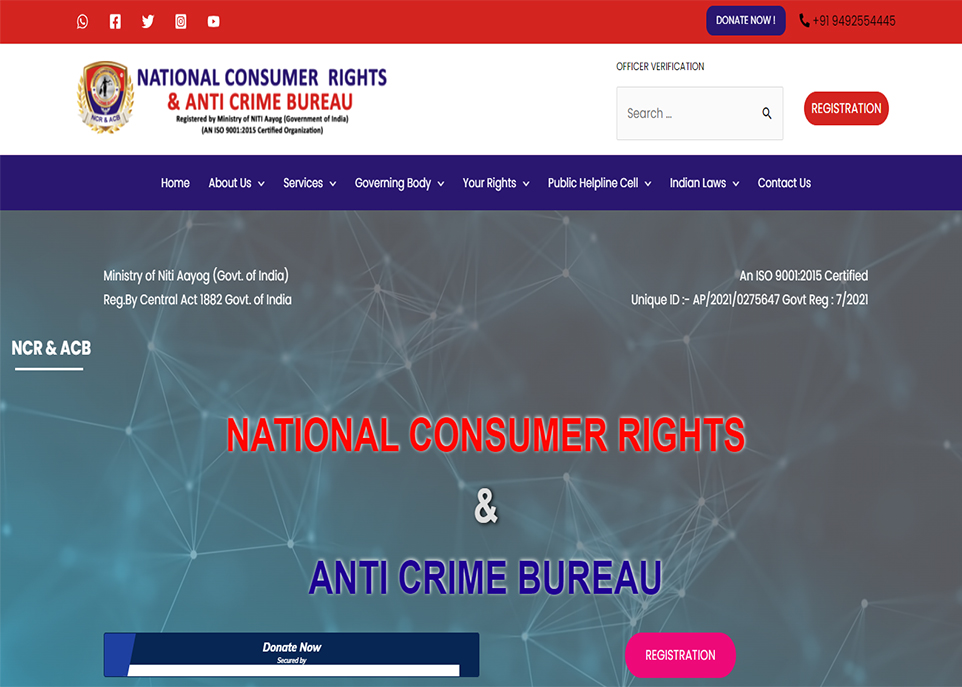 DONATE NOW !
+91 9492554445
NATIONAL CONSUMER RIGHTS
& ANTI CRIME BUREAU
Registered by Ministry of NITI Aayog (Government of India)
(AN ISO 9001:2015 Certified Organization)
NCR & ACB
OFFICER VERIFICATION
Search ...
REGISTRATION
Home About Us Services Governing Body Your Rights Public Helpline Cell Indian Laws Contact Us
Ministry of Niti Aayog (Govt. of India)
An ISO 9001:2015 Certified
Reg.By Central Act 1882 Govt. of India
Unique ID :- AP/2021/0275647 Govt Reg : 7/2021
NCR & ACB
NATIONAL CONSUMER RIGHTS
&
ANTI CRIME BUREAU
Donate Now
Secured by
REGISTRATION